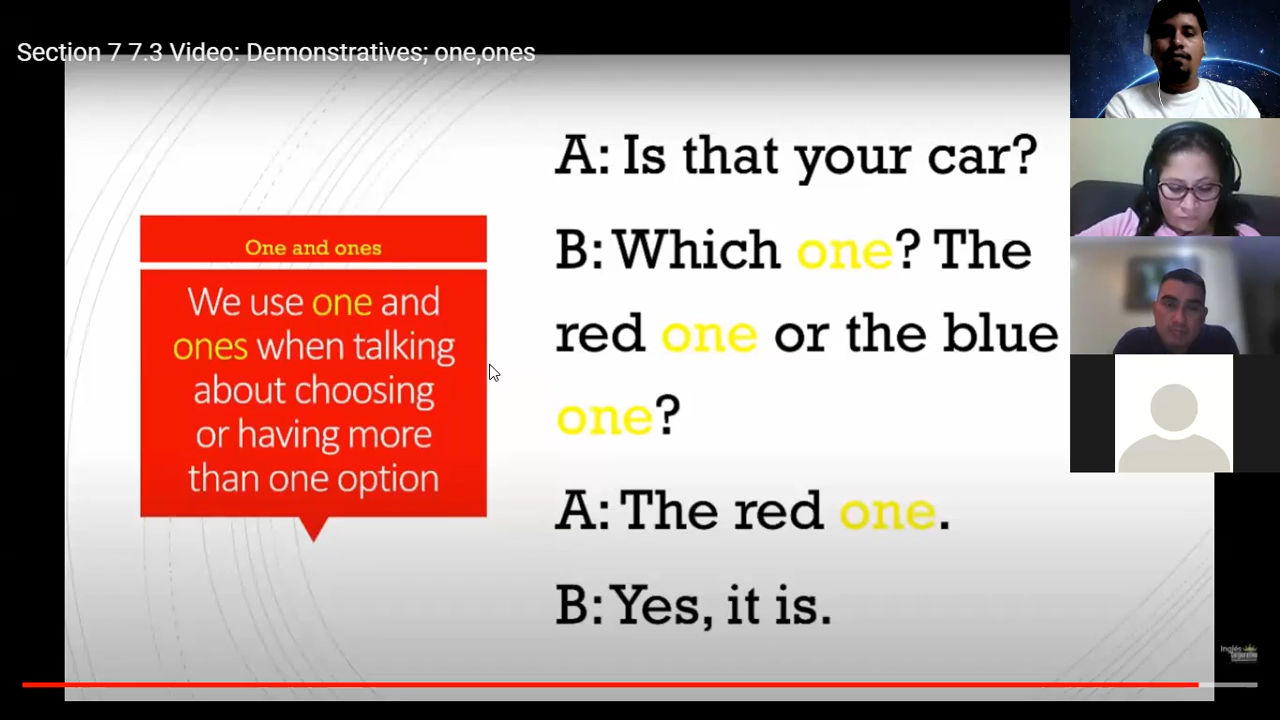 Section 7 7.3 Video: Demonstratives; one,ones
One and ones
We use one and
ones when talking
about choosing
or having more
than one option
A: Is that your car?
B: Which one? The
red one or the blue
one?
A: The red one.
B: Yes, it is.
Inglés